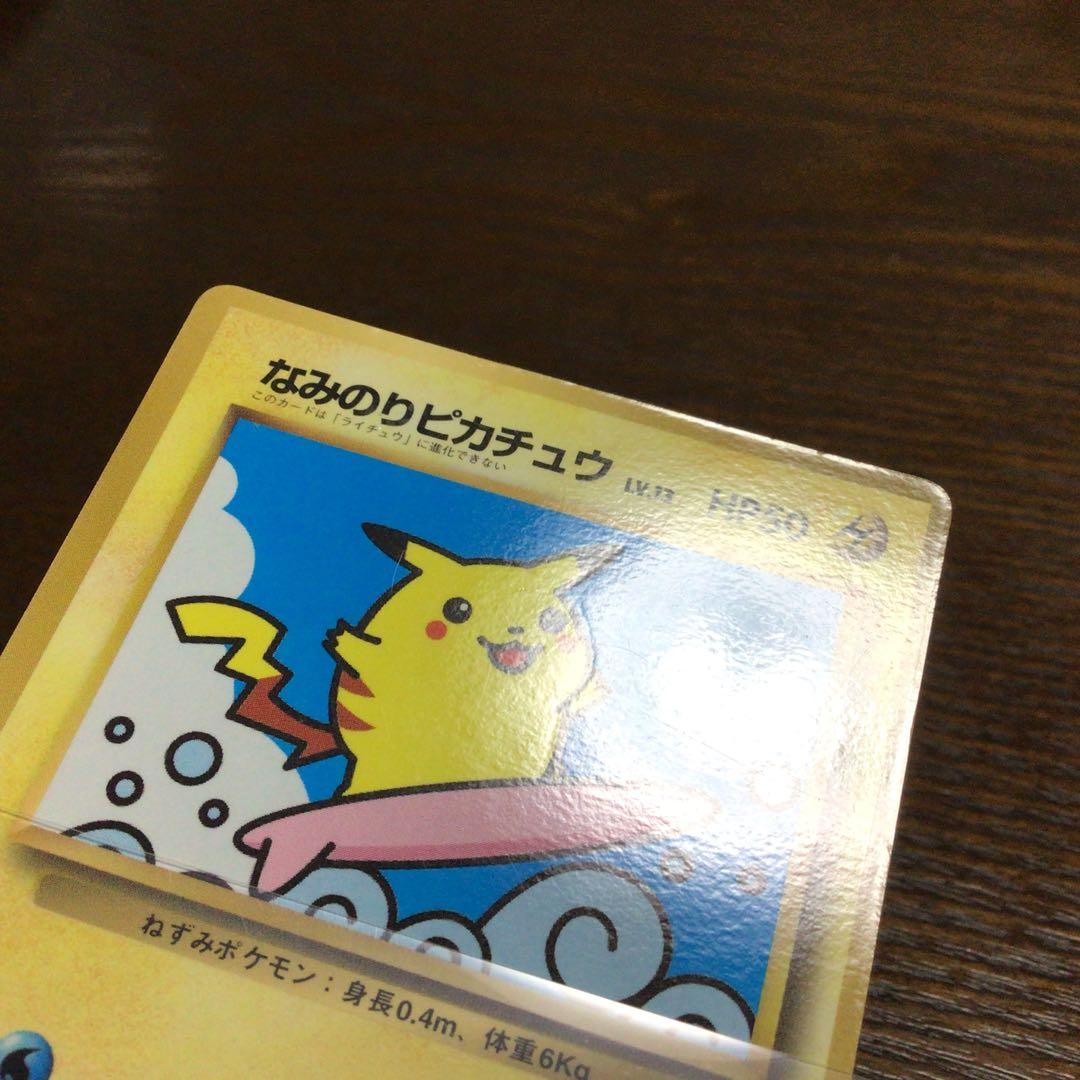 なみのりピカチュウ LV.13 HP50
このカードは「ライチュウ」に進化できない
ねずみポケモン：身長0.4m、体重6Kg